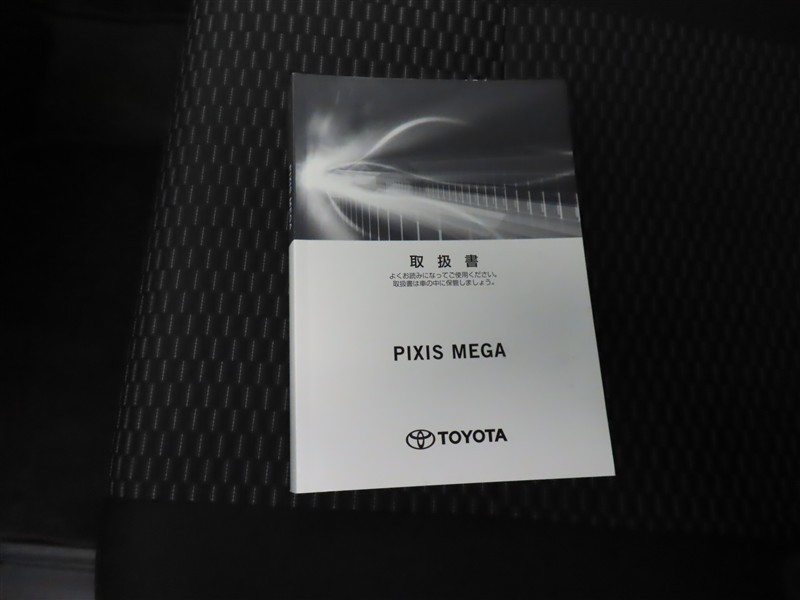 取扱書
よくお読みになってご使用ください。
取扱書は車の中に保管しましょう。
PIXIS MEGA
TOYOTA